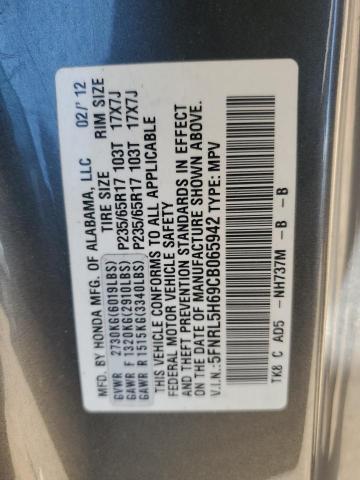 MFD. BY HONDA MFG. OF ALABAMA, LLC 02/'12
TIRE SIZE RIM SIZE
GVWR 2730KG(6019LBS)
GAWR F 1320KG(2910LBS) P235/65R17 103T 17X7J
GAWR R 1515KG(3340LBS) P235/65R17 103T 17X7J
THIS VEHICLE CONFORMS TO ALL APPLICABLE
FEDERAL MOTOR VEHICLE SAFETY
AND THEFT PREVENTION STANDARDS IN EFFECT
ON THE DATE OF MANUFACTURE SHOWN ABOVE.
V.I.N.:5FNRL5H69CB065942 TYPE: MPV
TK8 C AD5 -NH737M -B -B